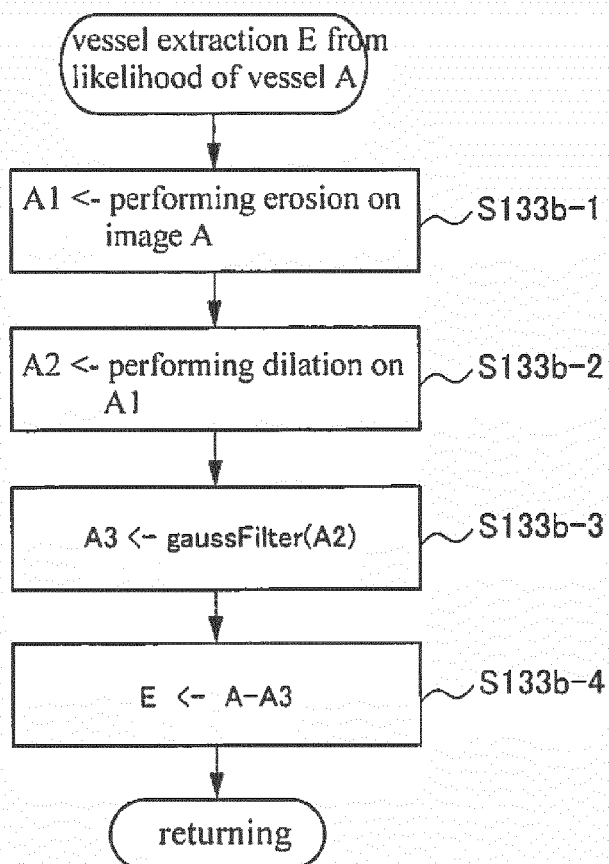 vessel extraction E from
likelihood of vessel A
A1 <- performing erosion on
image A
S133b-1
A2 <- performing dilation on
A1
S133b-2
A3 <- gaussFilter(A2)
S133b-3
E <- A-A3
S133b-4
returning